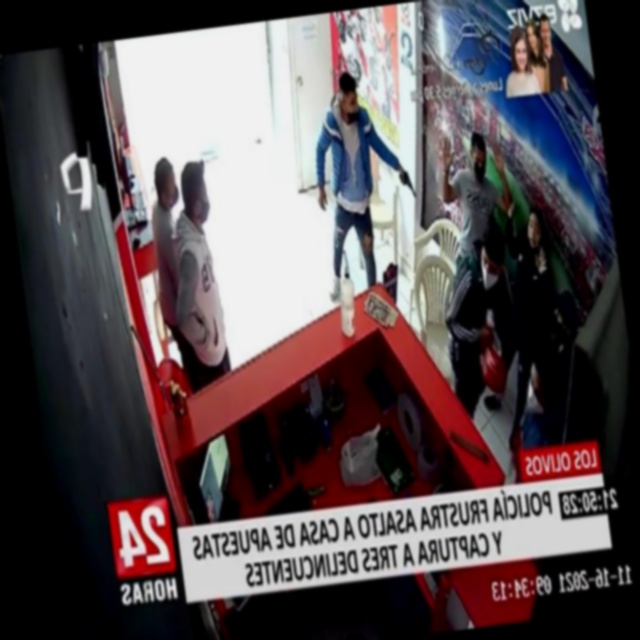 EZVIZ
LOS OLIVOS
21:50:28
POLICÍA FRUSTRA ASALTO A CASA DE APUESTAS
Y CAPTURA A TRES DELINCUENTES
24
HORAS
11-16-2021 09:34:13